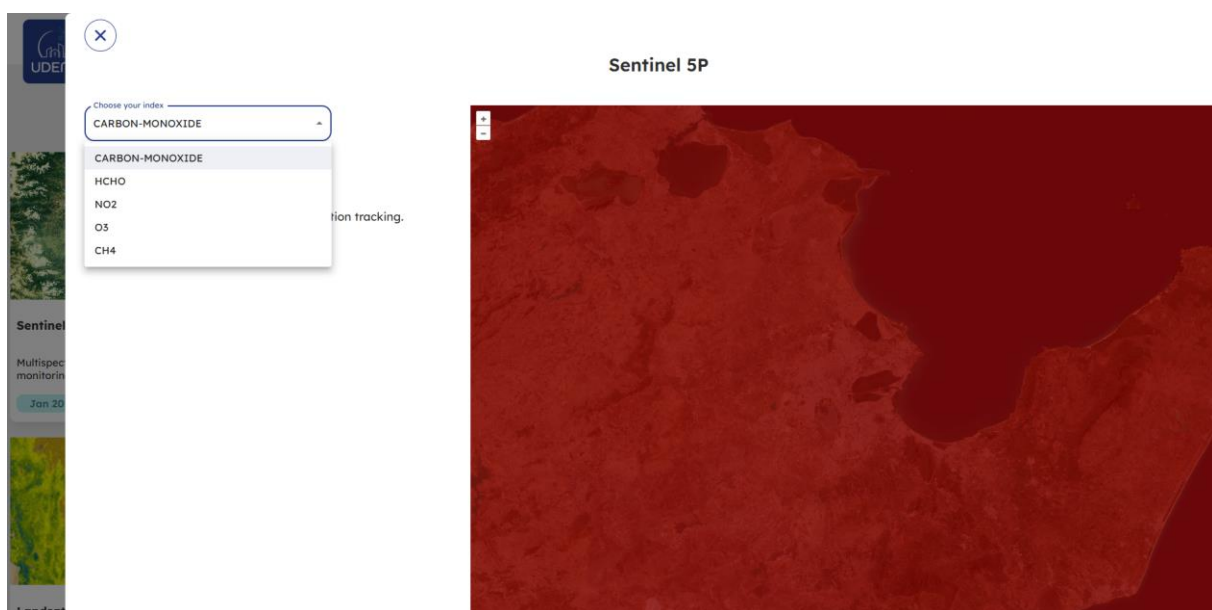 Sentinel 5P
Choose your index
CARBON-MONOXIDE
CARBON-MONOXIDE
HCHO
NO2
O3
CH4
tion tracking.
+
-
UDE
Sentinel
Multispec
monitorin
Jan 20